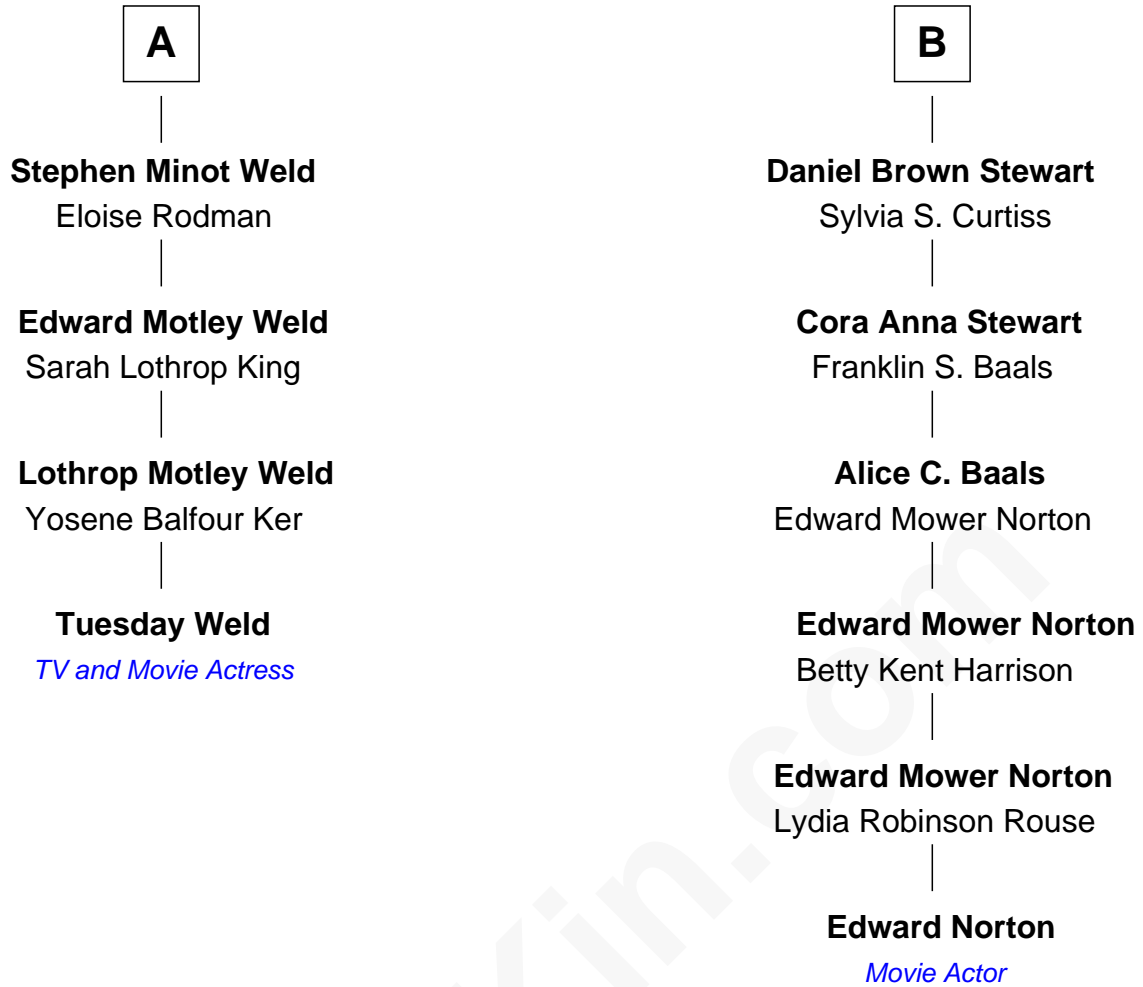 A
Stephen Minot Weld
Eloise Rodman
Edward Motley Weld
Sarah Lothrop King
Lothrop Motley Weld
Yosene Balfour Ker
Tuesday Weld
TV and Movie Actress
B
Daniel Brown Stewart
Sylvia S. Curtiss
Cora Anna Stewart
Franklin S. Baals
Alice C. Baals
Edward Mower Norton
Edward Mower Norton
Betty Kent Harrison
Edward Mower Norton
Lydia Robinson Rouse
Edward Norton
Movie Actor
Kin.com